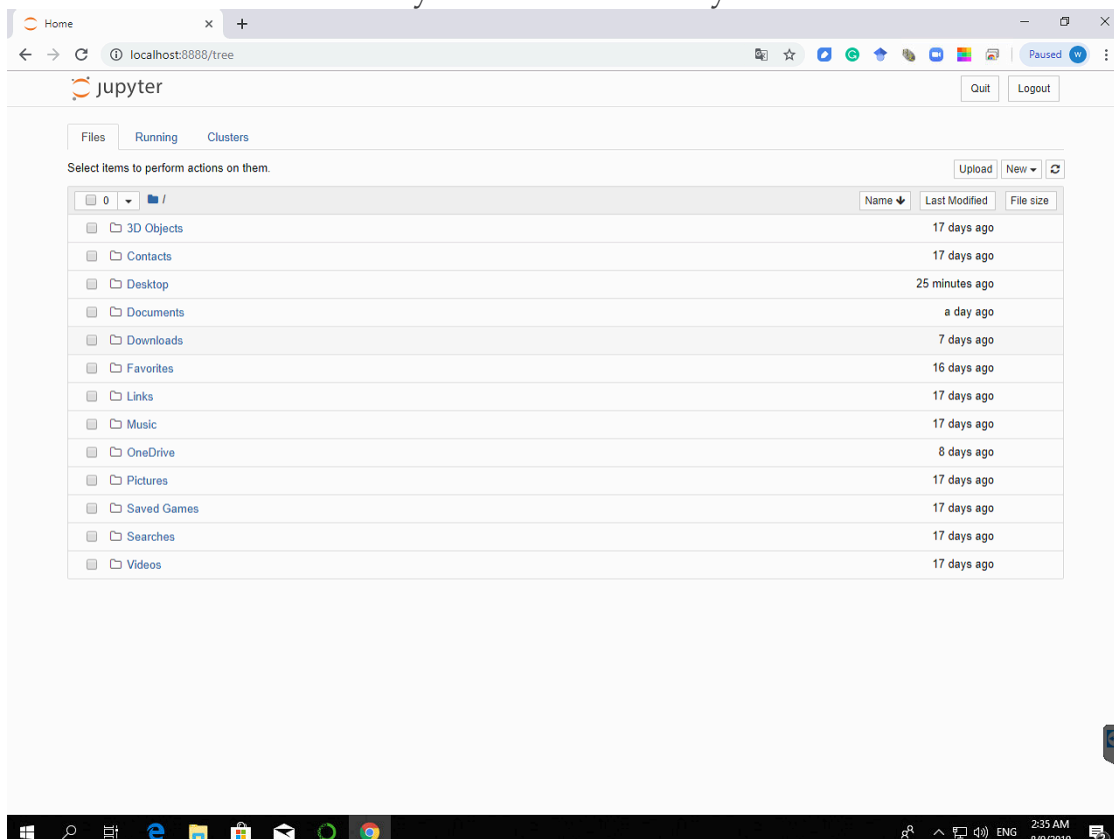 Home
localhost:8888/tree
Paused W
jupyter
Quit Logout
Files Running Clusters
Select items to perform actions on them.
Upload New
0 / Name Last Modified File size
3D Objects 17 days ago
Contacts 17 days ago
Desktop 25 minutes ago
Documents a day ago
Downloads 7 days ago
Favorites 16 days ago
Links 17 days ago
Music 17 days ago
OneDrive 8 days ago
Pictures 17 days ago
Saved Games 17 days ago
Searches 17 days ago
Videos 17 days ago
ENG 2:35 AM